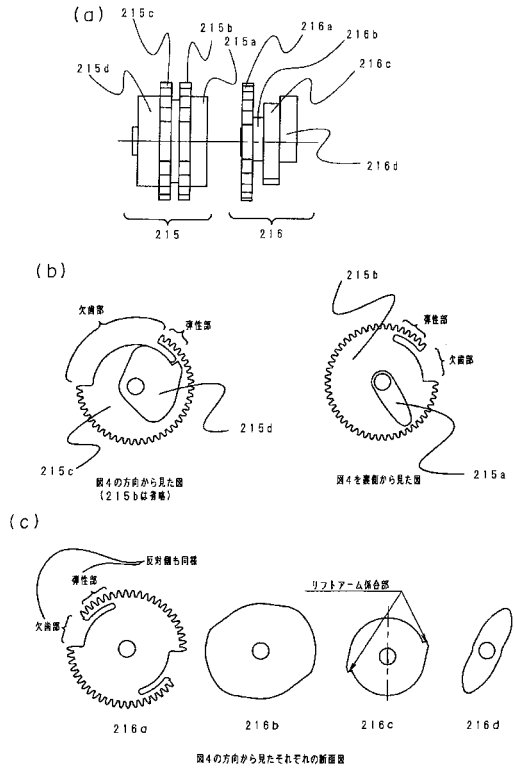 (a)
215c
215b
215a
215d
216a
216b
216c
216d
215
216
(b)
欠歯部
弾性部
215d
215c
図4の方向から見た図
(215bは省略)
215b
弾性部
欠歯部
215a
図4を裏側から見た図
(c)
反対側も同様
弾性部
欠歯部
リフトアーム係合部
216a
216b
216c
216d
図4の方向から見たそれぞれの断面図